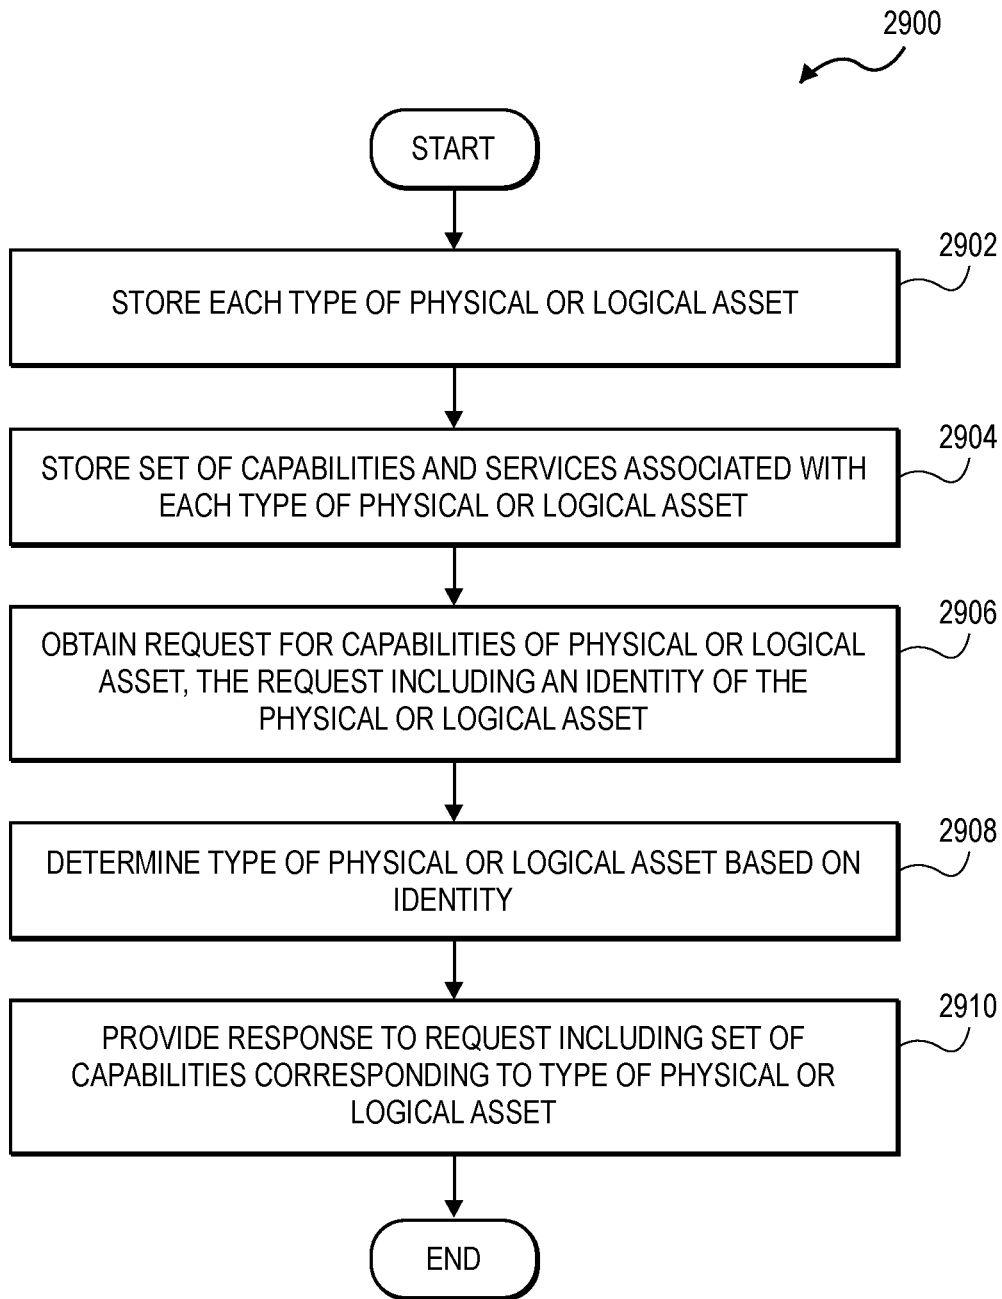 2900
START
2902
STORE EACH TYPE OF PHYSICAL OR LOGICAL ASSET
2904
STORE SET OF CAPABILITIES AND SERVICES ASSOCIATED WITH
EACH TYPE OF PHYSICAL OR LOGICAL ASSET
2906
OBTAIN REQUEST FOR CAPABILITIES OF PHYSICAL OR LOGICAL
ASSET, THE REQUEST INCLUDING AN IDENTITY OF THE
PHYSICAL OR LOGICAL ASSET
2908
DETERMINE TYPE OF PHYSICAL OR LOGICAL ASSET BASED ON
IDENTITY
2910
PROVIDE RESPONSE TO REQUEST INCLUDING SET OF
CAPABILITIES CORRESPONDING TO TYPE OF PHYSICAL OR
LOGICAL ASSET
END